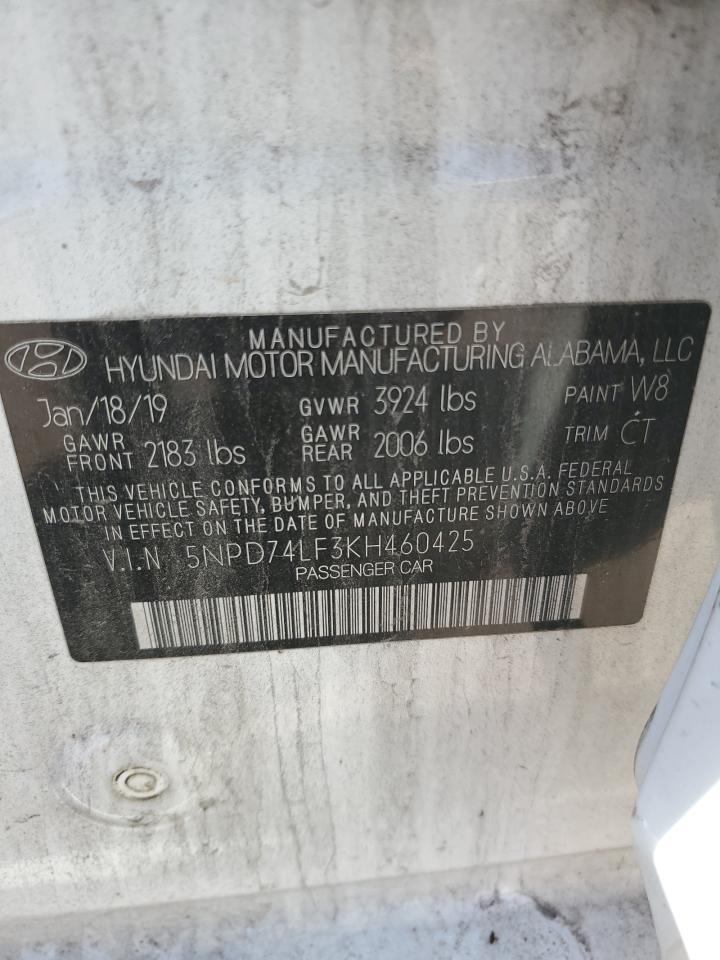 MANUFACTURED BY
HYUNDAI MOTOR MANUFACTURING ALABAMA, LLC
Jan/18/19 GVWR 3924 lbs PAINT W8
GAWR FRONT 2183 lbs GAWR REAR 2006 lbs TRIM CT
THIS VEHICLE CONFORMS TO ALL APPLICABLE U.S.A. FEDERAL
MOTOR VEHICLE SAFETY, BUMPER, AND THEFT PREVENTION STANDARDS
IN EFFECT ON THE DATE OF MANUFACTURE SHOWN ABOVE
V.I.N 5NPD74LF3KH460425
PASSENGER CAR